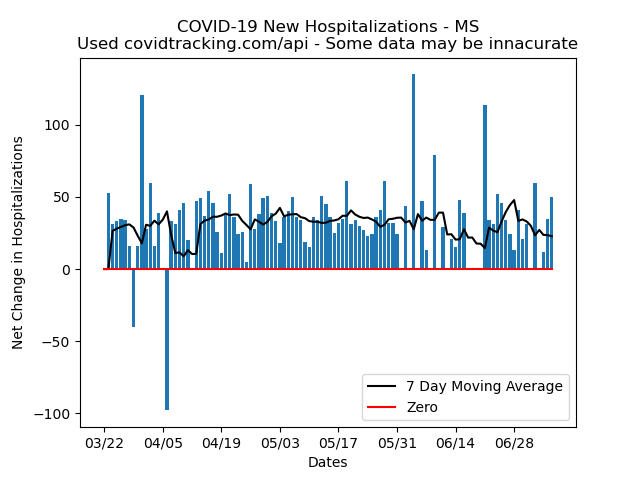 COVID-19 New Hospitalizations - MS
Used covidtracking.com/api - Some data may be innacurate
Net Change in Hospitalizations
100
50
0
−50
−100
7 Day Moving Average
Zero
03/22 04/05 04/19 05/03 05/17 05/31 06/14 06/28
Dates